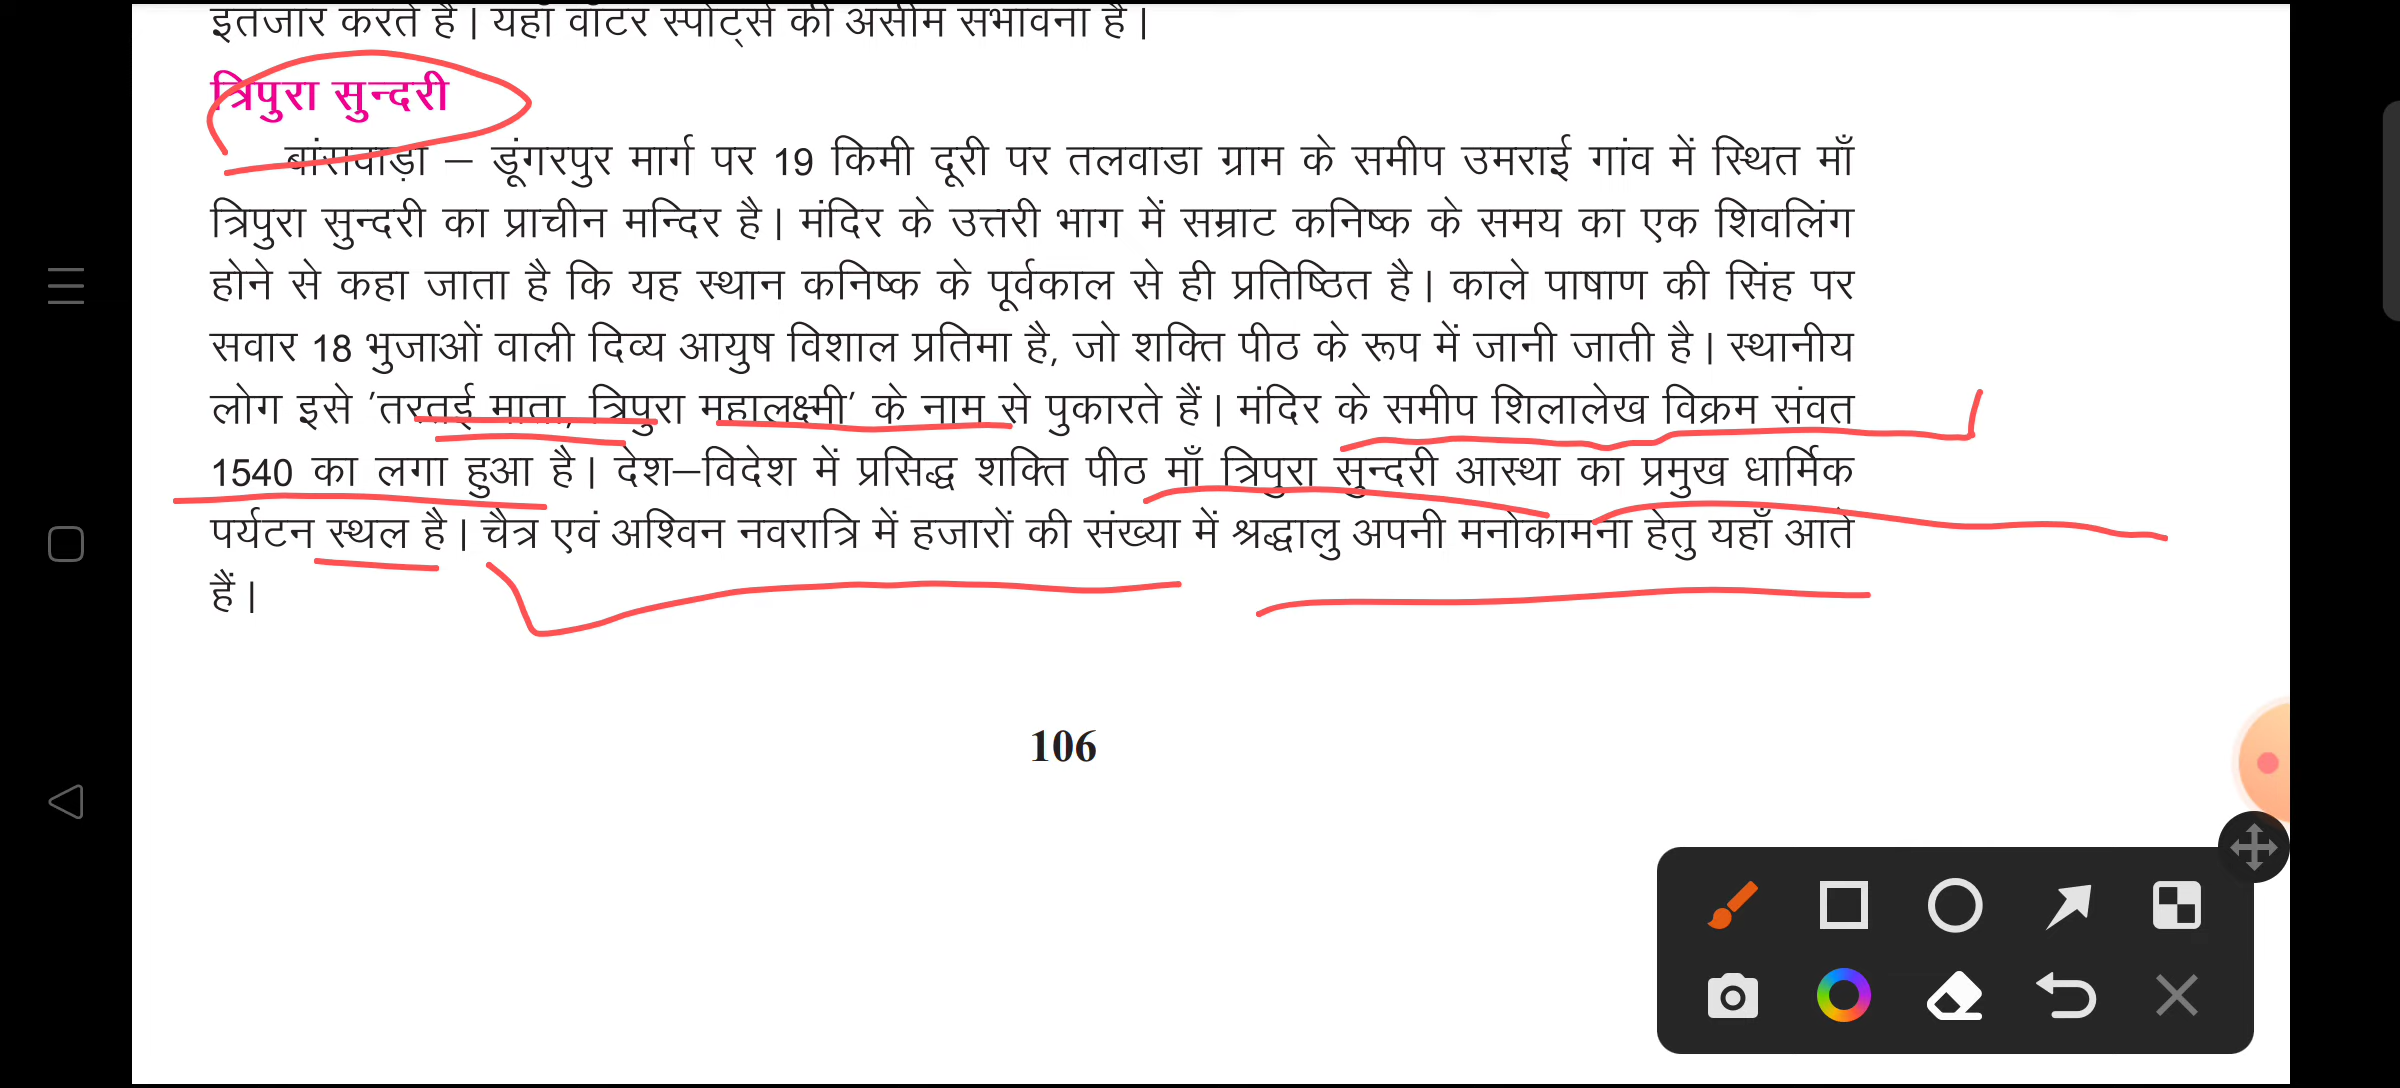 इंतजार करते हैं। यहाँ वाटर स्पोर्ट्स की असीम संभावना है।
त्रिपुरा सुन्दरी
बांसवाड़ा – डूंगरपुर मार्ग पर 19 किमी दूरी पर तलवाडा ग्राम के समीप उमराई गांव में स्थित माँ
त्रिपुरा सुन्दरी का प्राचीन मन्दिर है। मंदिर के उत्तरी भाग में सम्राट कनिष्क के समय का एक शिवलिंग
होने से कहा जाता है कि यह स्थान कनिष्क के पूर्वकाल से ही प्रतिष्ठित है। काले पाषाण की सिंह पर
सवार 18 भुजाओं वाली दिव्य आयुष विशाल प्रतिमा है, जो शक्ति पीठ के रूप में जानी जाती है। स्थानीय
लोग इसे 'तरतई माता, त्रिपुरा महालक्ष्मी' के नाम से पुकारते हैं। मंदिर के समीप शिलालेख विक्रम संवत
1540 का लगा हुआ है। देश–विदेश में प्रसिद्ध शक्ति पीठ माँ त्रिपुरा सुन्दरी आस्था का प्रमुख धार्मिक
पर्यटन स्थल है। चैत्र एवं अश्विन नवरात्रि में हजारों की संख्या में श्रद्धालु अपनी मनोकामना हेतु यहाँ आते
हैं।
106